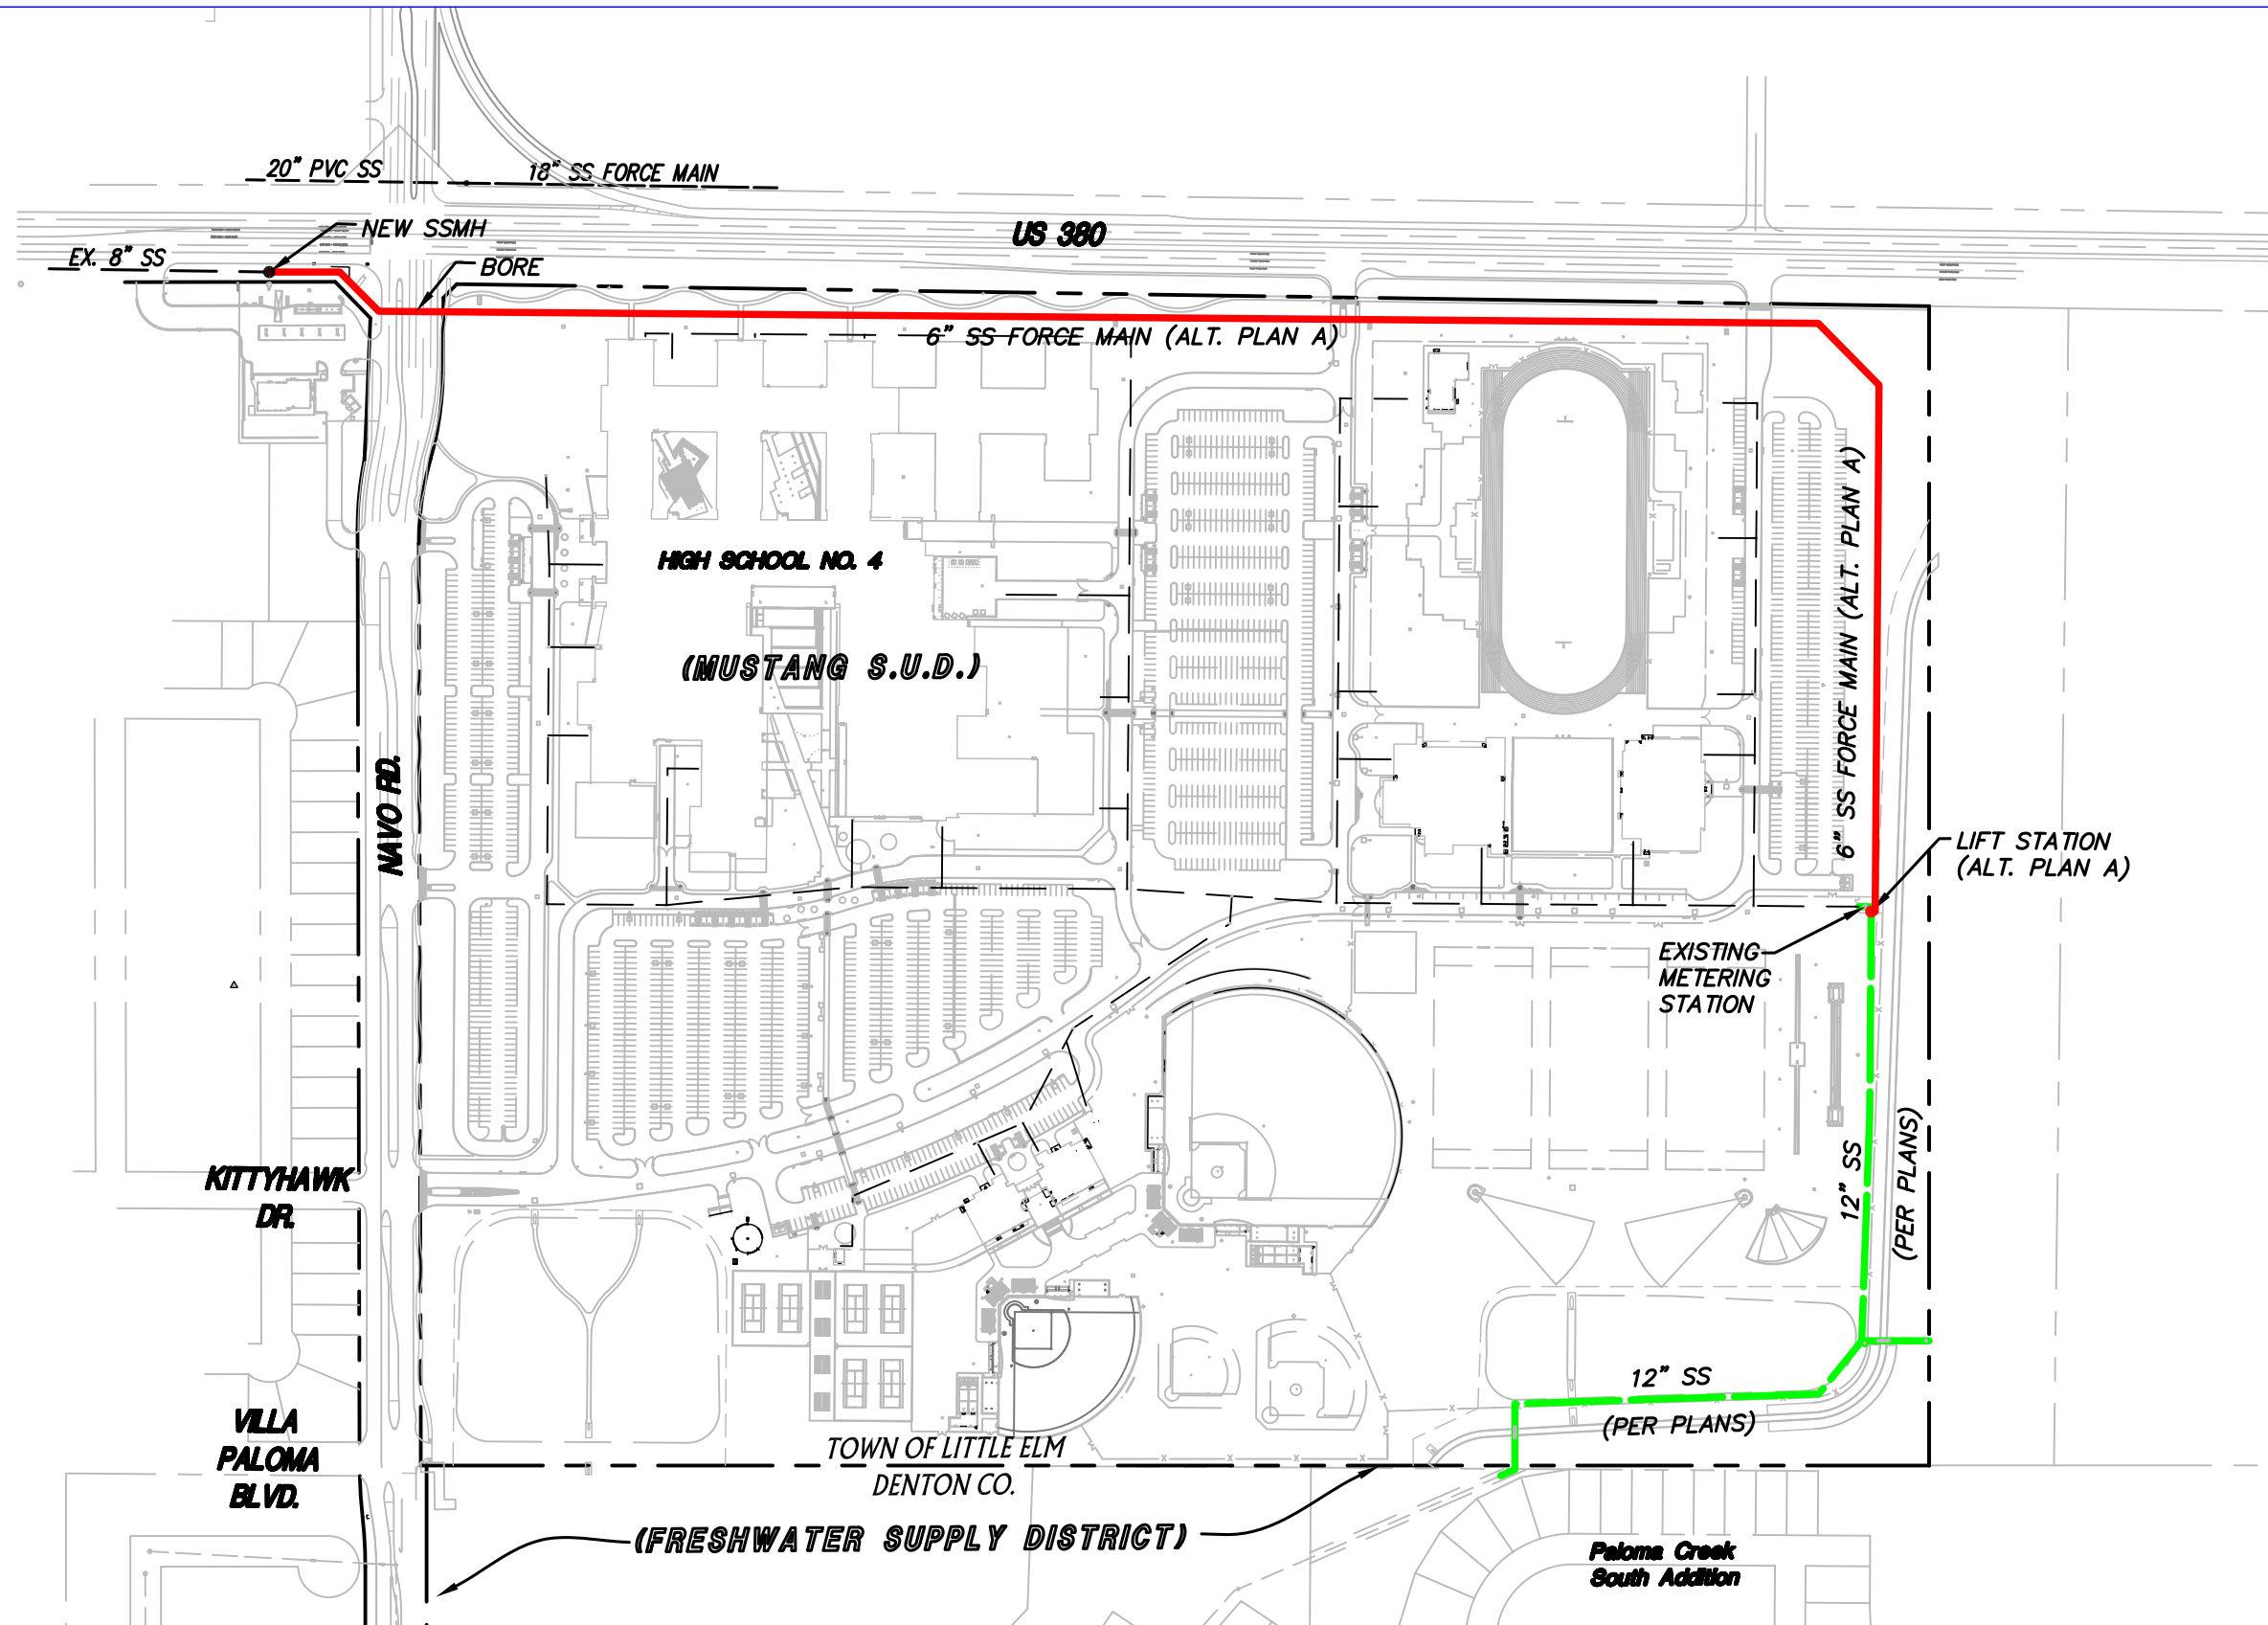 20" PVC SS
18" SS FORCE MAIN
NEW SSMH
US 380
EX. 8" SS
BORE
6" SS FORCE MAIN (ALT. PLAN A)
6" SS FORCE MAIN (ALT. PLAN A)
HIGH SCHOOL NO. 4
(MUSTANG S.U.D.)
NAVO RD.
LIFT STATION
(ALT. PLAN A)
EXISTING
METERING
STATION
12" SS
(PER PLANS)
KITTYHAWK
DR.
12" SS
(PER PLANS)
VILLA
PALOMA
BLVD.
TOWN OF LITTLE ELM
DENTON CO.
(FRESHWATER SUPPLY DISTRICT)
Paloma Creek
South Addition